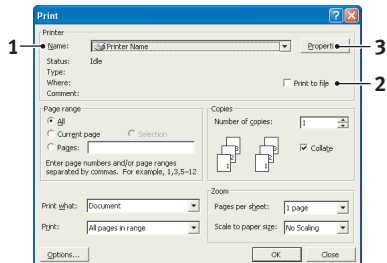 Print
Printer
1 Name: Printer Name Properti 3
Status: Idle
Type:
Where: Print to file 2
Comment:
Page range
All
Current page Selection
Pages:
Enter page numbers and/or page ranges
separated by commas. For example, 1,3,5–12
Copies
Number of copies: 1
Collate
Print what: Document
Print: All pages in range
Zoom
Pages per sheet: 1 page
Scale to paper size: No Scaling
Options... OK Close